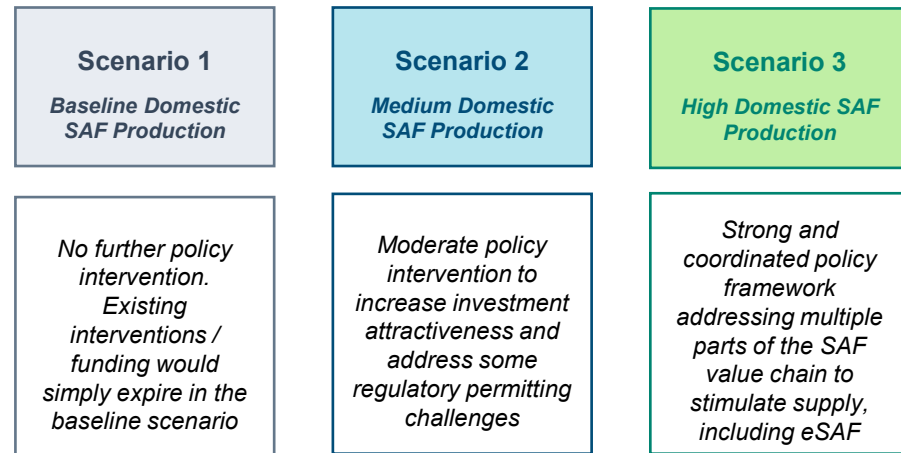 Scenario 1
Baseline Domestic
SAF Production
No further policy
intervention.
Existing
interventions /
funding would
simply expire in the
baseline scenario
Scenario 2
Medium Domestic
SAF Production
Moderate policy
intervention to
increase investment
attractiveness and
address some
regulatory permitting
challenges
Scenario 3
High Domestic SAF
Production
Strong and
coordinated policy
framework
addressing multiple
parts of the SAF
value chain to
stimulate supply,
including eSAF